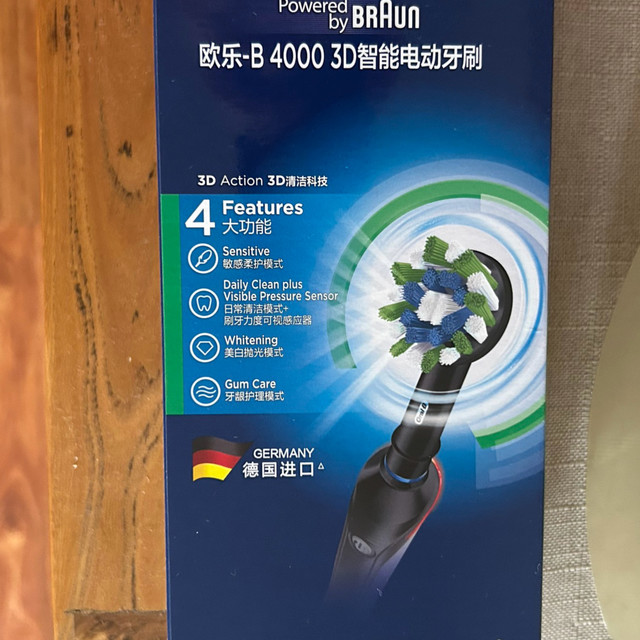 Powered
by BRAUN
欧乐-B 4000 3D智能电动牙刷
3D Action 3D清洁科技
4 Features
大功能
Sensitive
敏感柔护模式
Daily Clean plus
Visible Pressure Sensor
日常清洁模式+
刷牙力度可视感应器
Whitening
美白抛光模式
Gum Care
牙龈护理模式
GERMANY
德国进口△